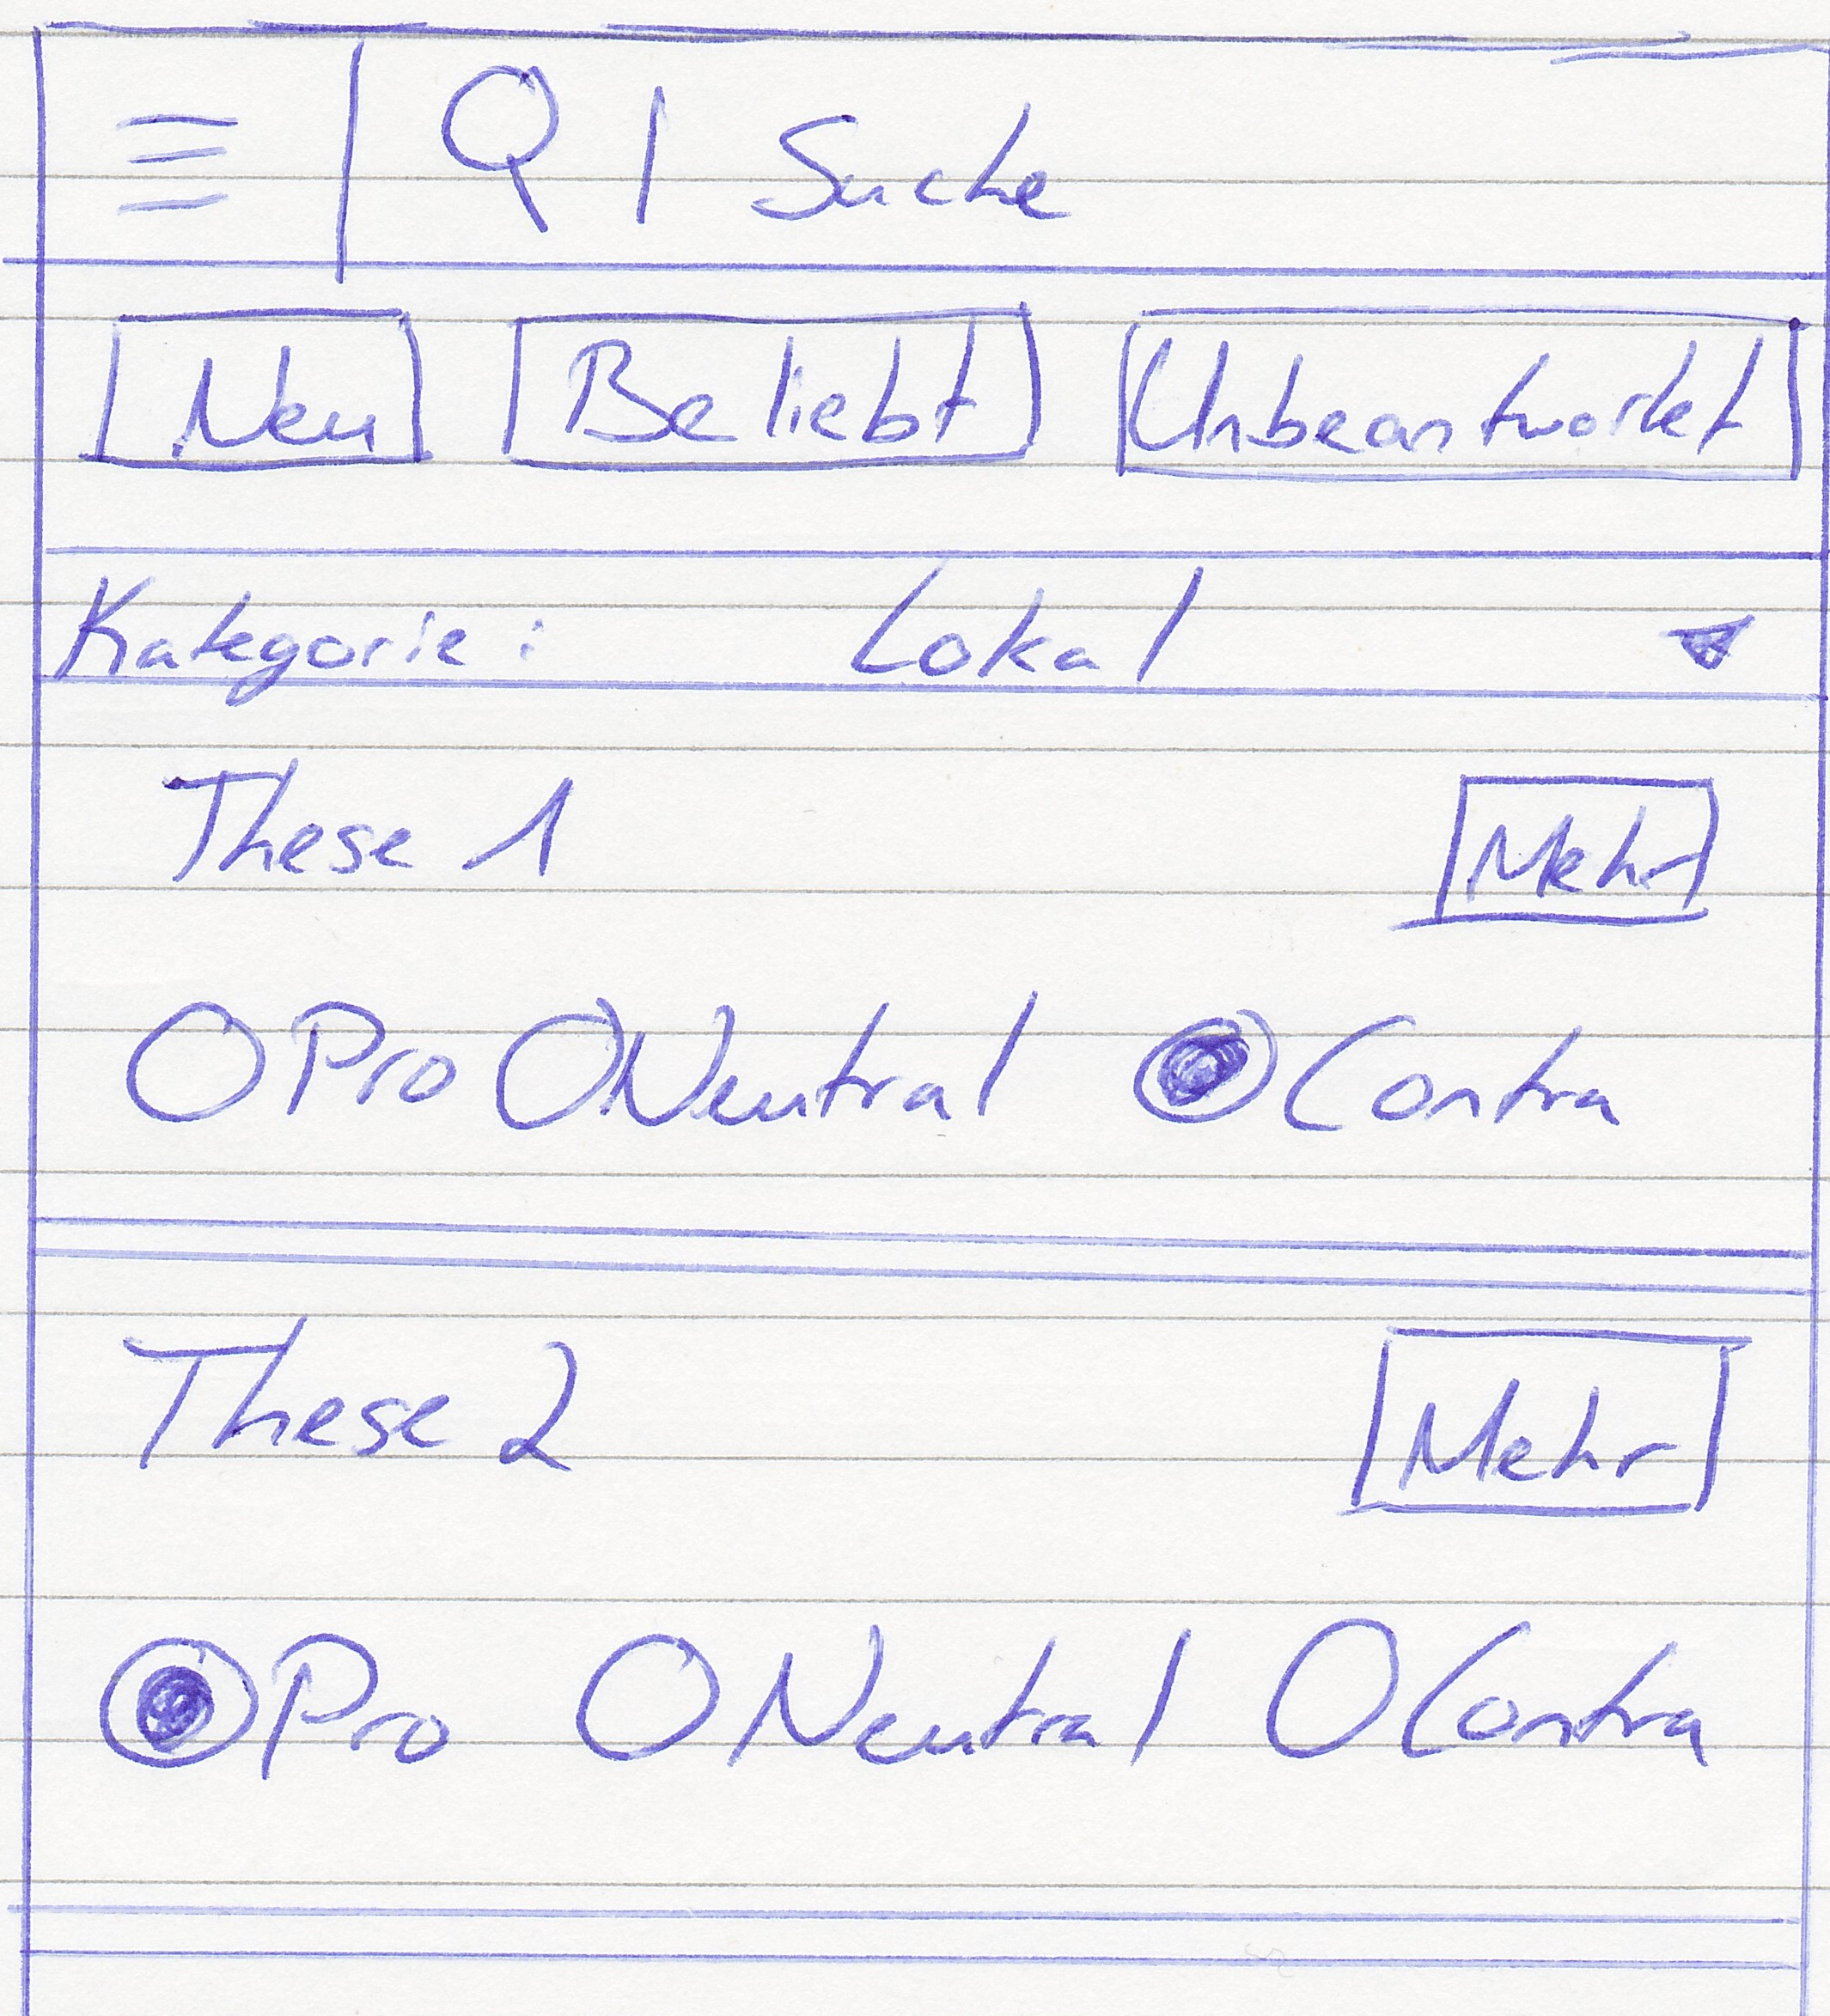 Suche
Neu Beliebt Unbeantwortet
Kategorie: Lokal
These 1 Mehr
Pro Neutral Contra
These 2 Mehr
Pro Neutral Contra